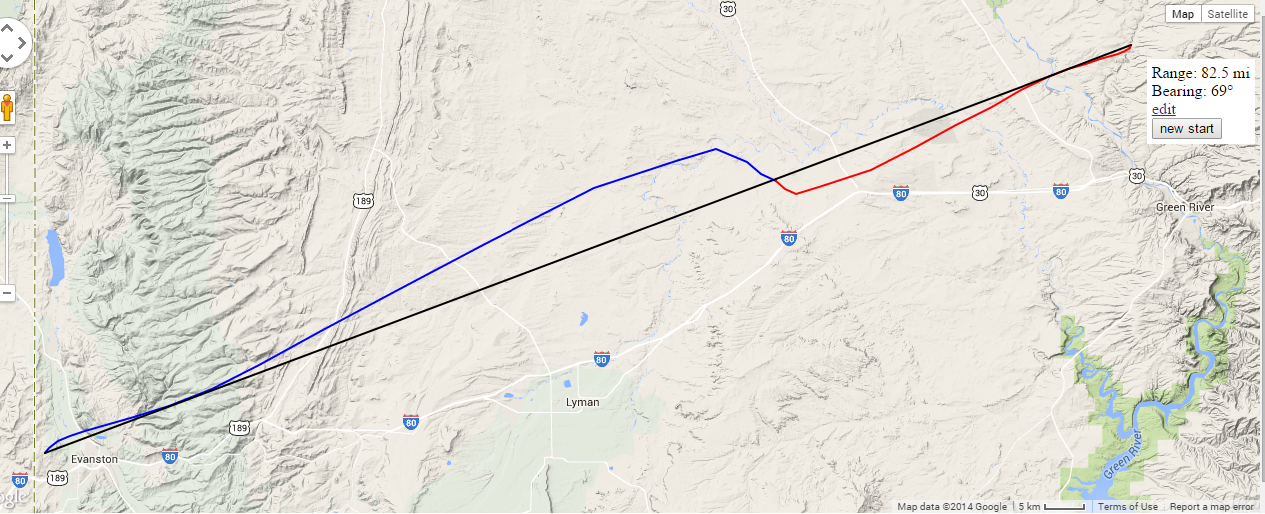 30
Map
Satellite
Range: 82.5 mi
Bearing: 69°
edit
new start
30
189
80
30
80
Green River
80
80
Lyman
189
80
Evanston
80
80
189
Green River
Map data ©2014 Google
5 km
Terms of Use
Report a map error